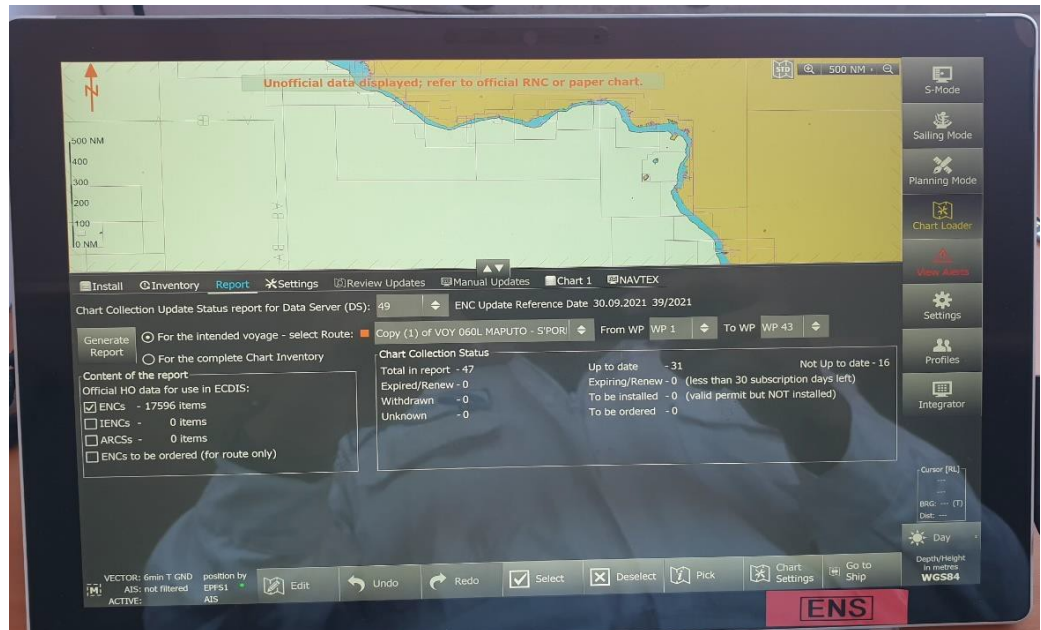 N
Unofficial data displayed; refer to official RNC or paper chart.
STD
500 NM
500 NM
400
300
200
100
0 NM
S-Mode
Sailing Mode
Planning Mode
Chart Loader
View Alerts
Settings
Profiles
Integrator
Install Inventory Report Settings Review Updates Manual Updates Chart 1 NAVTEX
Chart Collection Update Status report for Data Server (DS): 49 ENC Update Reference Date 30.09.2021 39/2021
Generate Report
For the intended voyage - select Route: Copy (1) of VOY 060L MAPUTO - S'POR From WP WP 1 To WP WP 43
For the complete Chart Inventory
Content of the report
Official HO data for use in ECDIS:
ENCs - 17596 items
IENCs - 0 items
ARCSs - 0 items
ENCs to be ordered (for route only)
Chart Collection Status
Total in report - 47 Up to date - 31 Not Up to date - 16
Expired/Renew - 0 Expiring/Renew - 0 (less than 30 subscription days left)
Withdrawn - 0 To be installed - 0 (valid permit but NOT installed)
Unknown - 0 To be ordered - 0
Cursor [RL]
---
---
BRG: --- (T)
Dist: ---
Day
Depth/Height
in metres
WGS84
[M]
VECTOR: 6min T GND position by
AIS: not filtered EPFS1
ACTIVE: AIS
Edit Undo Redo Select Deselect Pick Chart Settings Go to Ship
ENS